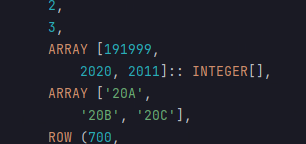 2,
3,
ARRAY [191999,
2020, 2011]:: INTEGER[],
ARRAY ['20A',
'20B', '20C'],
ROW (700,